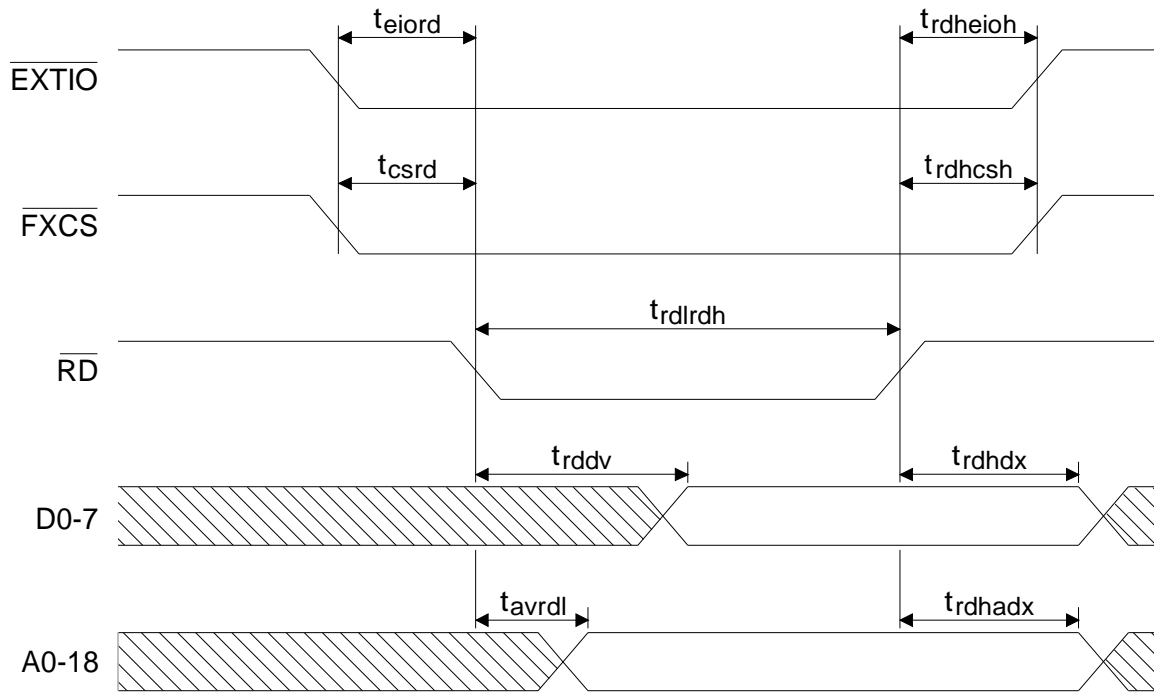 teiord trdheioh
EXTIO
tcsrd trdhcsh
FXCS
trdlrdh
RD
trddv trdhdx
D0-7
tavrdl trdhadx
A0-18